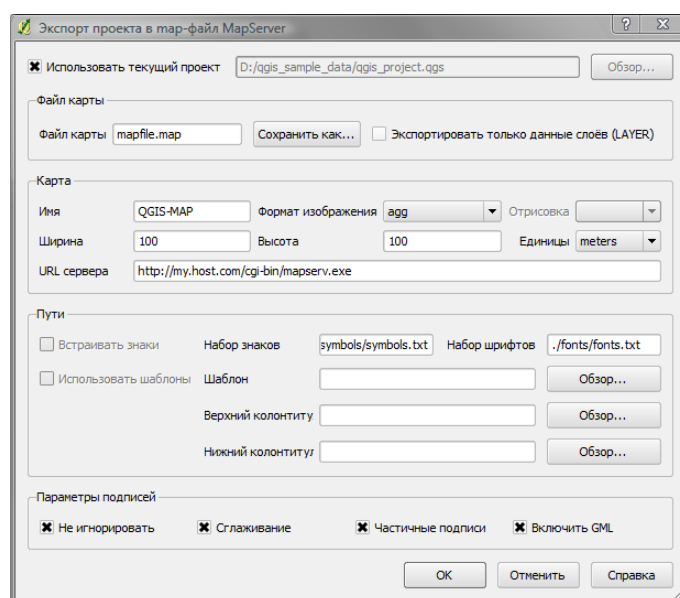 Экспорт проекта в map-файл MapServer
Использовать текущий проект D:/qgis_sample_data/qgis_project.qgs Обзор...
Файл карты
Файл карты mapfile.map Сохранить как... Экспортировать только данные слоёв (LAYER)
Карта
Имя QGIS-MAP Формат изображения agg Отрисовка
Ширина 100 Высота 100 Единицы meters
URL сервера http://my.host.com/cgi-bin/mapserv.exe
Пути
Встраивать знаки Набор знаков symbols/symbols.txt Набор шрифтов ./fonts/fonts.txt
Использовать шаблоны Шаблон Обзор...
Верхний колонтиту Обзор...
Нижний колонтитул Обзор...
Параметры подписей
Не игнорировать Сглаживание Частичные подписи Включить GML
OK Отменить Справка